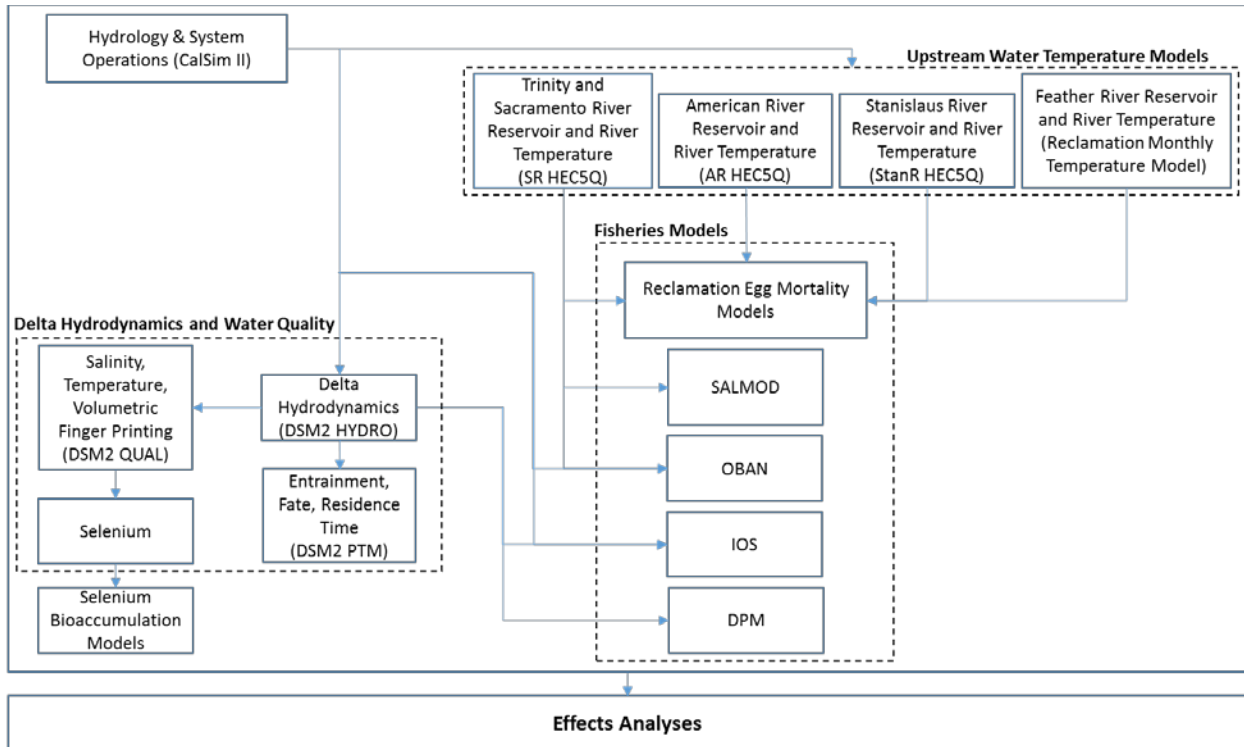 Hydrology & System
Operations (CalSim II)
Upstream Water Temperature Models
Trinity and
Sacramento River
Reservoir and River
Temperature
(SR HEC5Q)
American River
Reservoir and
River Temperature
(AR HEC5Q)
Stanislaus River
Reservoir and River
Temperature
(StanR HEC5Q)
Feather River Reservoir
and River Temperature
(Reclamation Monthly
Temperature Model)
Fisheries Models
Reclamation Egg Mortality
Models
SALMOD
OBAN
IOS
DPM
Delta Hydrodynamics and Water Quality
Salinity,
Temperature,
Volumetric
Finger Printing
(DSM2 QUAL)
Delta
Hydrodynamics
(DSM2 HYDRO)
Entrainment,
Fate, Residence
Time
(DSM2 PTM)
Selenium
Selenium
Bioaccumulation
Models
Effects Analyses